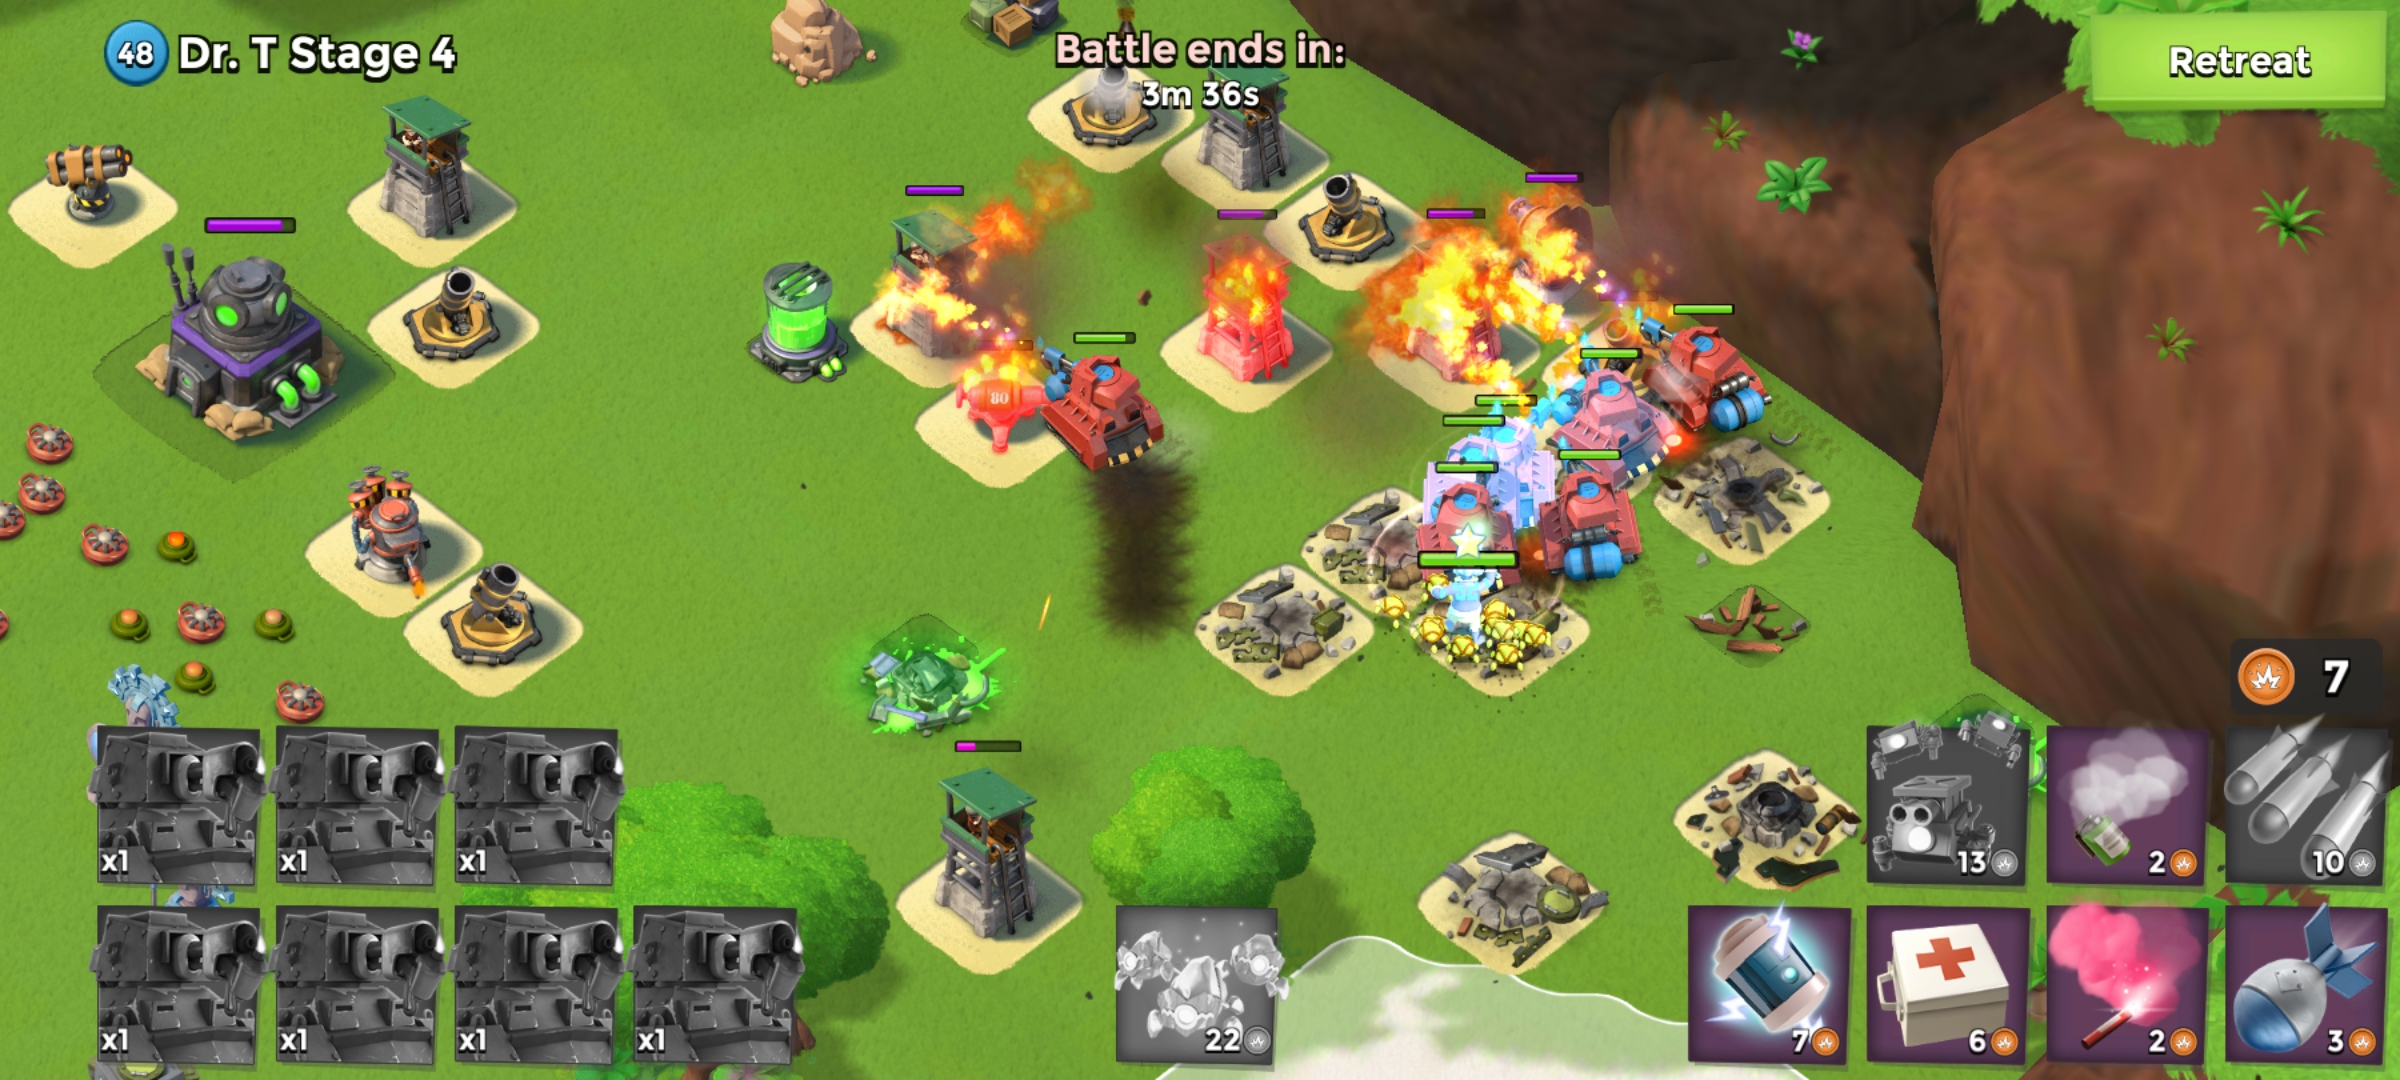 48 Dr. T Stage 4
Battle ends in:
3m 36s
Retreat
80
7
x1 x1 x1
13 2 10
x1 x1 x1 x1
22 7 6 2 3